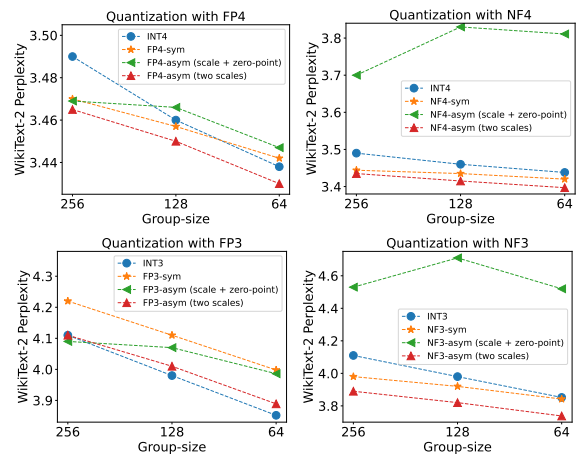 Quantization with FP4
WikiText-2 Perplexity
3.50
3.48
3.46
3.44
INT4
FP4-sym
FP4-asym (scale + zero-point)
FP4-asym (two scales)
256
128
64
Group-size
Quantization with NF4
WikiText-2 Perplexity
3.8
3.7
3.6
3.5
3.4
INT4
NF4-sym
NF4-asym (scale + zero-point)
NF4-asym (two scales)
256
128
64
Group-size
Quantization with FP3
WikiText-2 Perplexity
4.3
4.2
4.1
4.0
3.9
INT3
FP3-sym
FP3-asym (scale + zero-point)
FP3-asym (two scales)
256
128
64
Group-size
Quantization with NF3
WikiText-2 Perplexity
4.6
4.4
4.2
4.0
3.8
INT3
NF3-sym
NF3-asym (scale + zero-point)
NF3-asym (two scales)
256
128
64
Group-size